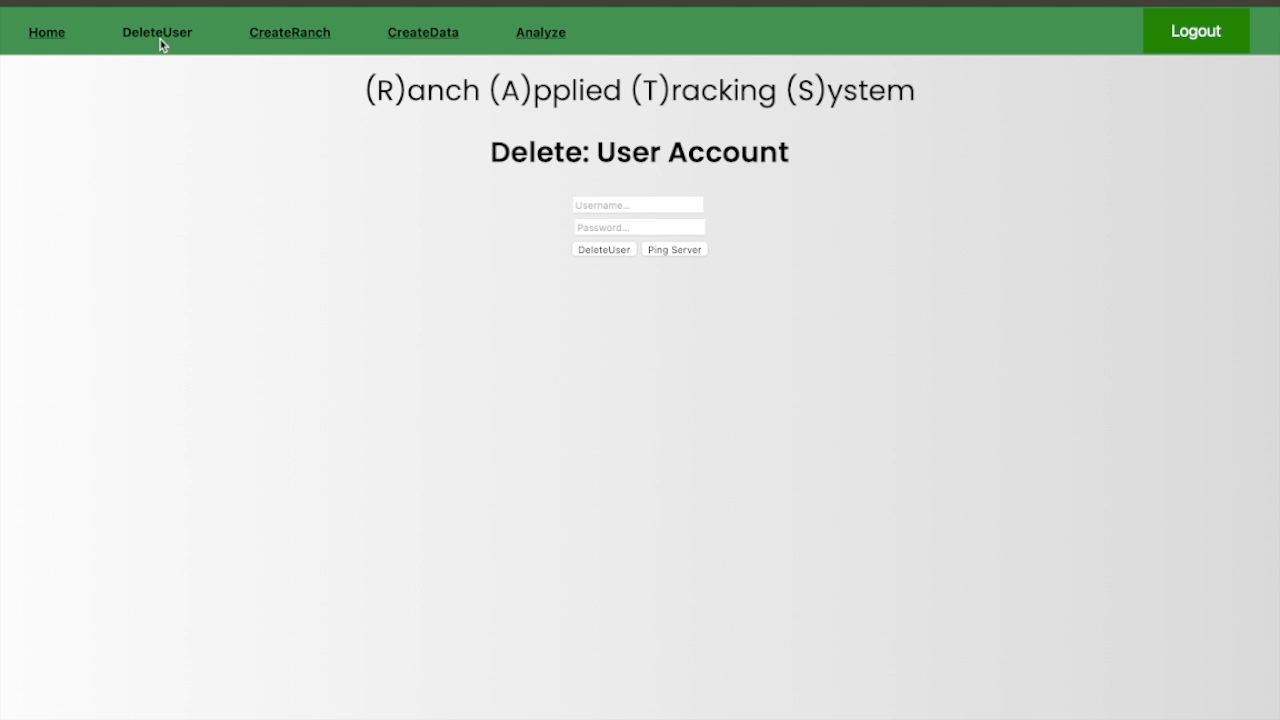 Home DeleteUser CreateRanch CreateData Analyze Logout
(R)anch (A)pplied (T)racking (S)ystem
Delete: User Account
Username...
Password...
DeleteUser Ping Server